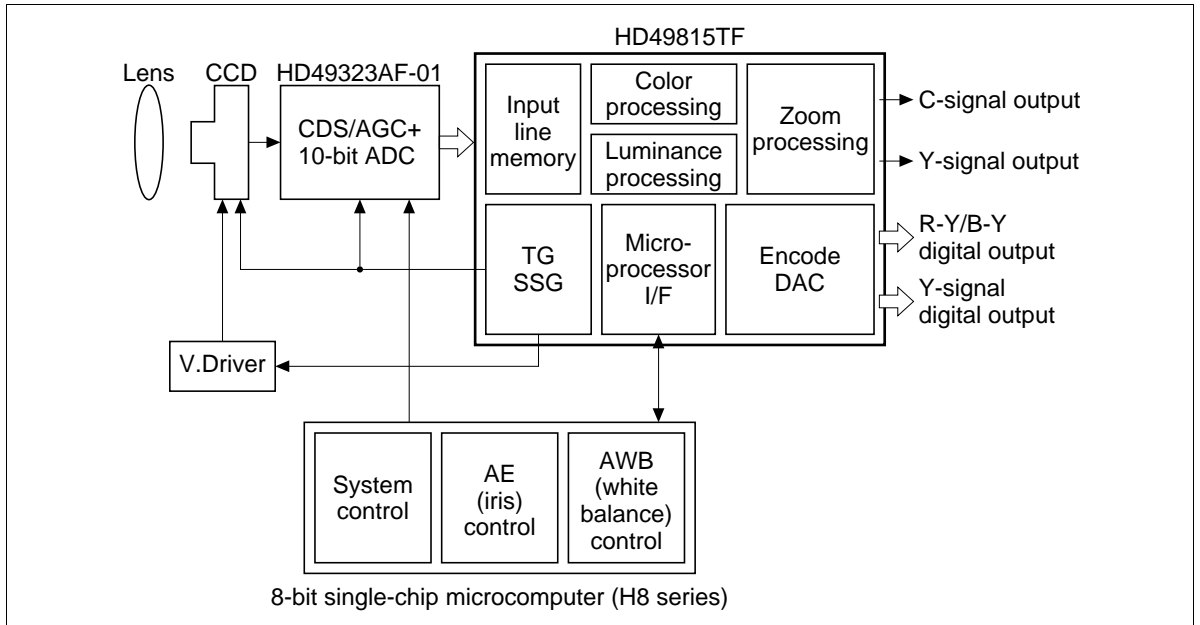 HD49815TF
Lens
CCD
HD49323AF-01
CDS/AGC+
10-bit ADC
Input
line
memory
Color
processing
Luminance
processing
Zoom
processing
C-signal output
Y-signal output
TG
SSG
Micro-
processor
I/F
Encode
DAC
R-Y/B-Y
digital output
Y-signal
digital output
V.Driver
System
control
AE
(iris)
control
AWB
(white
balance)
control
8-bit single-chip microcomputer (H8 series)